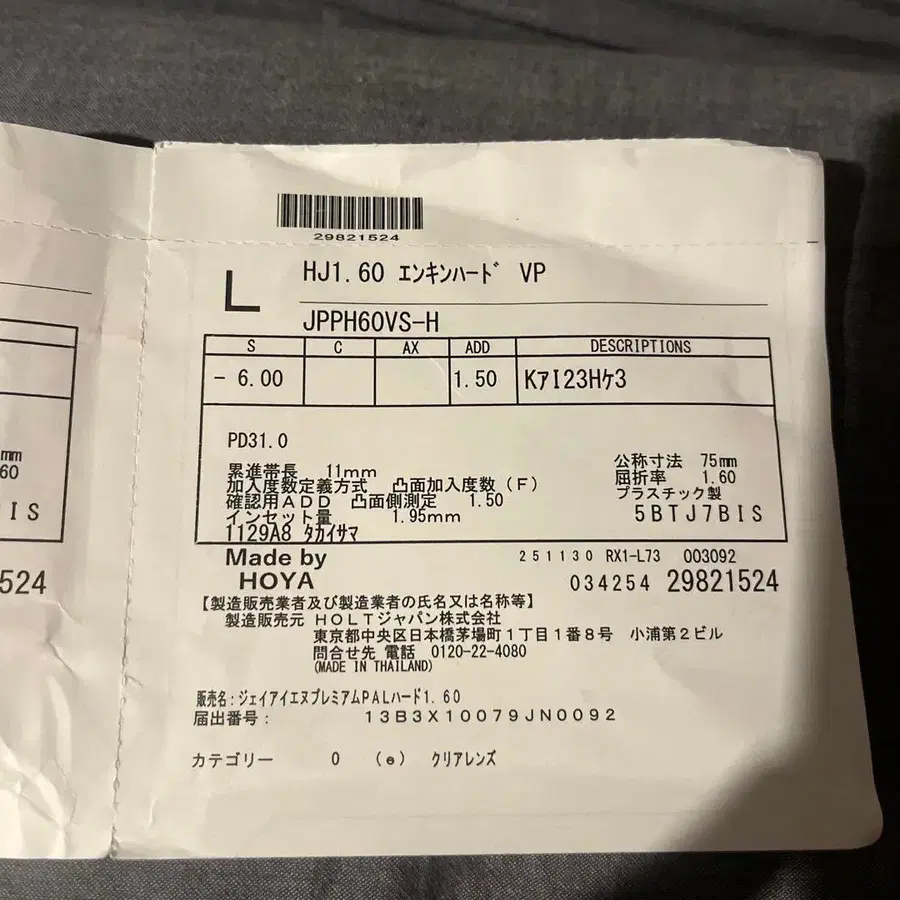 29821524
L
HJ1.60 エンキンハード VP
JPPH60VS-H
S C AX ADD DESCRIPTIONS
- 6.00 1.50 KアI23Hケ3
PD31.0
累進帯長 11mm 公称寸法 75mm
加入度数定義方式 凸面加入度数(F) 屈折率 1.60
確認用ADD 凸面側測定 1.50 プラスチック製
インセット量 1.95mm 5BTJ7BIS
1129A8 タカイサマ
Made by 251130 RX1-L73 003092
HOYA 034254 29821524
【製造販売業者及び製造業者の氏名又は名称等】
製造販売元 HOLTジャパン株式会社
東京都中央区日本橋茅場町1丁目1番8号 小浦第2ビル
問合せ先 電話 0120-22-4080
(MADE IN THAILAND)
販売名:ジェイアイエヌプレミアムPALハード1.60
届出番号: 13B3X10079JN0092
カテゴリー 0 (e) クリアレンズ
mm
60
BIS
524